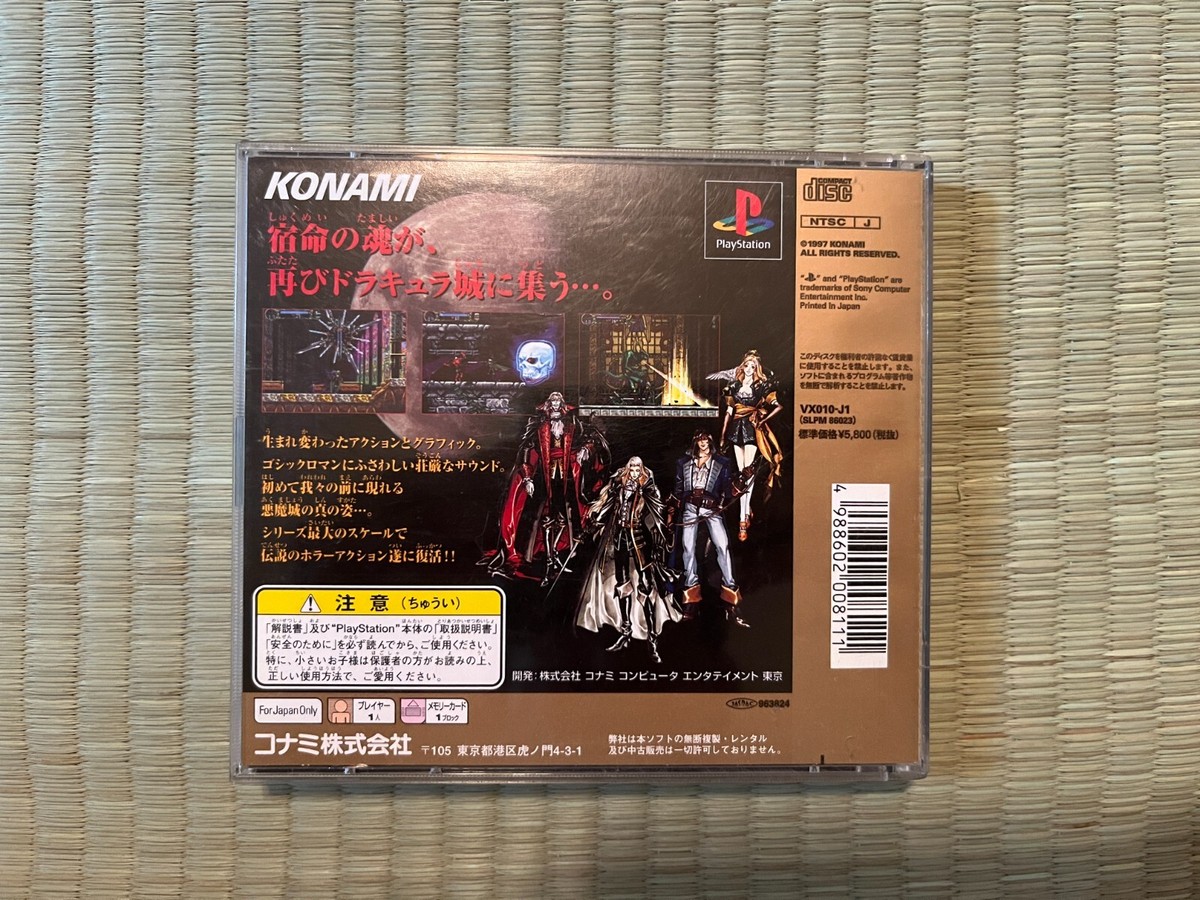 KONAMI
宿命の魂が、
再びドラキュラ城に集う…。
PlayStation
生まれ変わったアクションとグラフィック。
ゴシックロマンにふさわしい荘厳なサウンド。
初めて我々の前に現れる
悪魔城の真の姿…。
シリーズ最大のスケールで
伝説のホラーアクション遂に復活!!
注意(ちゅうい)
「解説書」及び“PlayStation”本体の「取扱説明書」
「安全のために」を必ず読んでから、ご使用ください。
特に、小さいお子様は保護者の方がお読みの上、
正しい使用方法で、ご愛用ください。
開発:株式会社 コナミ コンピュータ エンタテイメント 東京
For Japan Only
プレイヤー
1人
メモリーカード
1ブロック
963824
コナミ株式会社 〒105 東京都港区虎ノ門4-3-1
弊社は本ソフトの無断複製・レンタル
及び中古販売は一切許可しておりません。
COMPACT
disc
NTSC J
©1997 KONAMI
ALL RIGHTS RESERVED.
" " and "PlayStation" are
trademarks of Sony Computer
Entertainment Inc.
Printed in Japan
このディスクを権利者の許諾なく賃貸業
に使用することを禁止します。また、
ソフトに含まれるプログラム等著作物
を無断で解析することを禁止します。
VX010-J1
(SLPM 86023)
標準価格¥5,800(税抜)
4 988602 008111